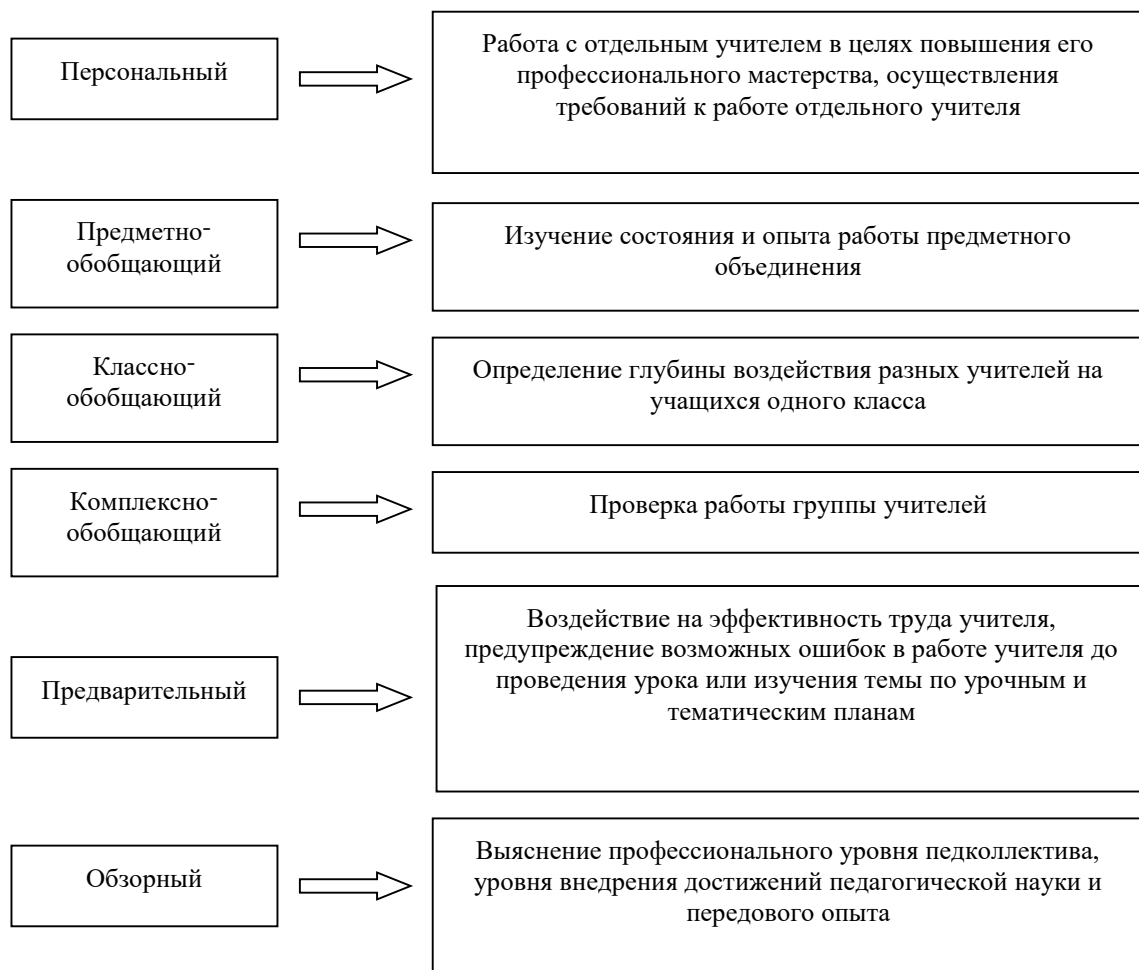 Персональный
Работа с отдельным учителем в целях повышения его
профессионального мастерства, осуществления
требований к работе отдельного учителя
Предметно-
обобщающий
Изучение состояния и опыта работы предметного
объединения
Классно-
обобщающий
Определение глубины воздействия разных учителей на
учащихся одного класса
Комплексно-
обобщающий
Проверка работы группы учителей
Предварительный
Воздействие на эффективность труда учителя,
предупреждение возможных ошибок в работе учителя до
проведения урока или изучения темы по урочным и
тематическим планам
Обзорный
Выяснение профессионального уровня педколлектива,
уровня внедрения достижений педагогической науки и
передового опыта